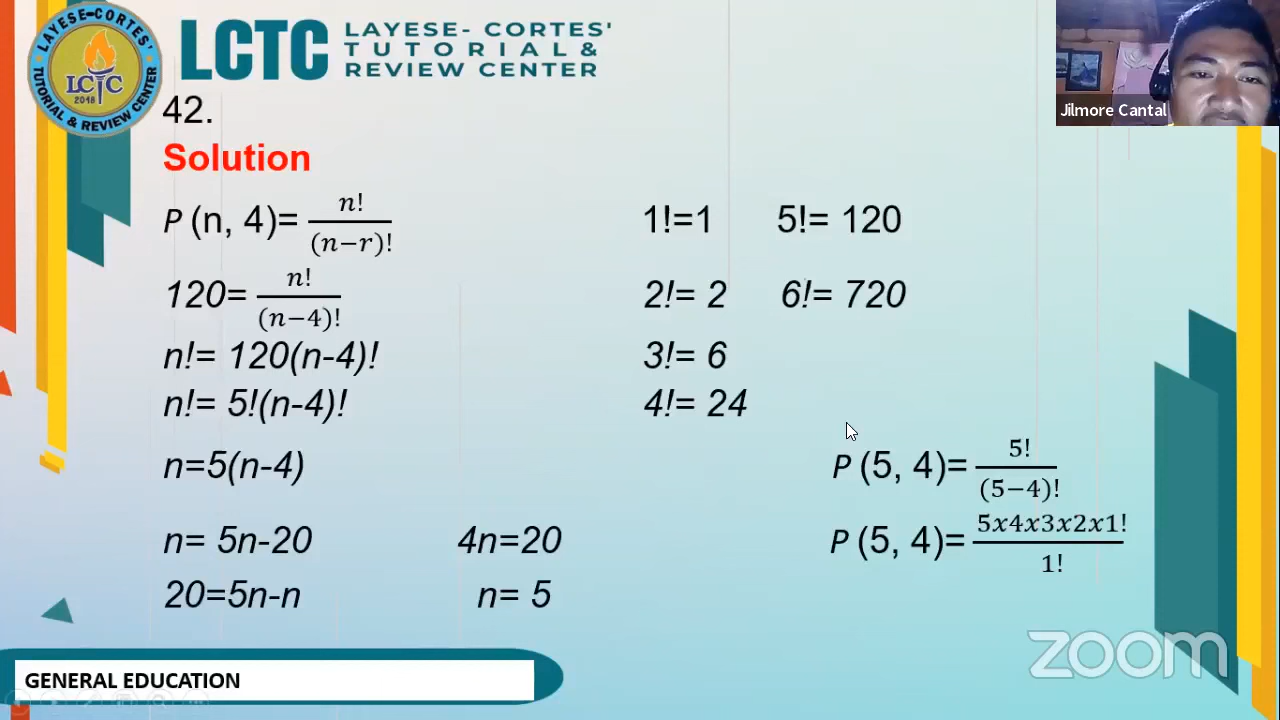 LAYESE-CORTES'
TUTORIAL & REVIEW CENTER
LCTC
2018
LCTC
LAYESE- CORTES'
TUTORIAL &
REVIEW CENTER
Jilmore Cantal
42.
Solution
P (n, 4)= n!/(n−r)!
120= n!/(n−4)!
n!= 120(n-4)!
n!= 5!(n-4)!
n=5(n-4)
n= 5n-20 4n=20
20=5n-n n= 5
1!=1 5!= 120
2!= 2 6!= 720
3!= 6
4!= 24
P (5, 4)= 5!/(5−4)!
P (5, 4)= 5x4x3x2x1!/1!
zoom
GENERAL EDUCATION